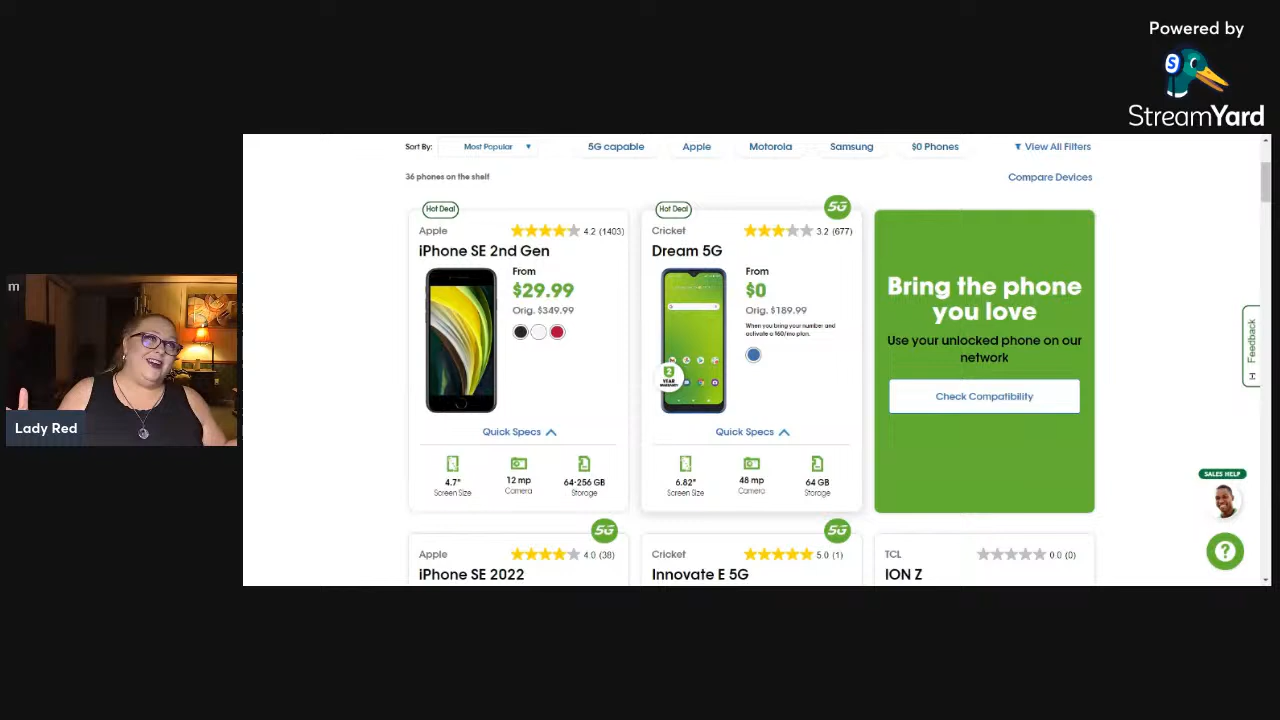 Powered by
StreamYard
Sort By:
Most Popular
5G capable
Apple
Motorola
Samsung
$0 Phones
View All Filters
36 phones on the shelf
Compare Devices
Hot Deal
Apple
4.2 (1403)
iPhone SE 2nd Gen
From
$29.99
Orig. $349.99
Quick Specs
4.7"
Screen Size
12 mp
Camera
64-256 GB
Storage
Hot Deal
5G
Cricket
3.2 (677)
Dream 5G
From
$0
Orig. $189.99
When you bring your number and
activate a $60/mo plan.
2
YEAR
WARRANTY
Quick Specs
6.82"
Screen Size
48 mp
Camera
64 GB
Storage
Bring the phone
you love
Use your unlocked phone on our
network
Check Compatibility
Feedback
SALES HELP
?
m
Lady Red
5G
Apple
4.0 (38)
iPhone SE 2022
5G
Cricket
5.0 (1)
Innovate E 5G
TCL
0.0 (0)
ION Z